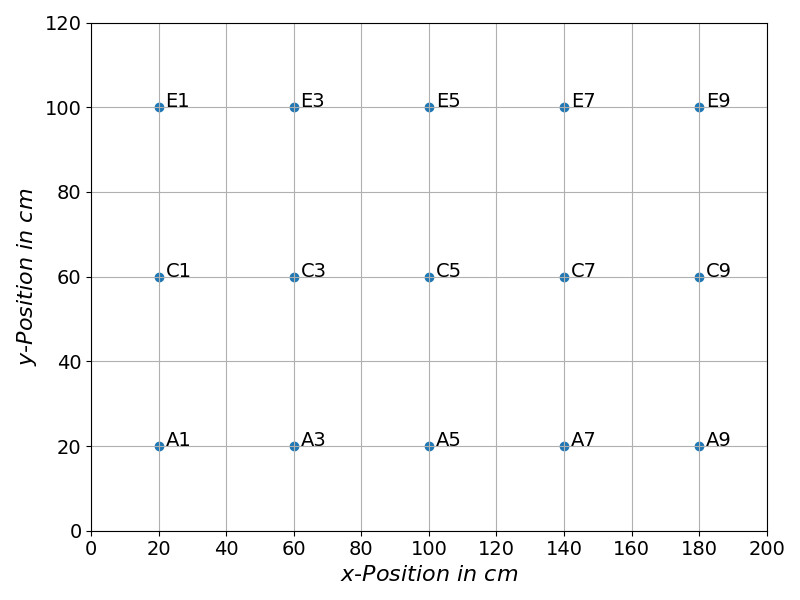 120
E1 E3 E5 E7 E9
100
80
C1 C3 C5 C7 C9
60
40
A1 A3 A5 A7 A9
20
0
0 20 40 60 80 100 120 140 160 180 200
x-Position in cm
y-Position in cm